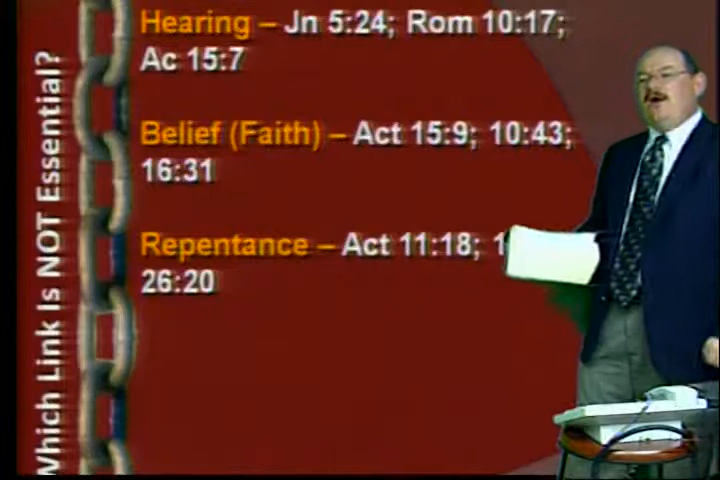 Hearing – Jn 5:24; Rom 10:17;
Ac 15:7
Belief (Faith) – Act 15:9; 10:43;
16:31
Repentance – Act 11:18; 1
26:20
Which Link Is NOT Essential?